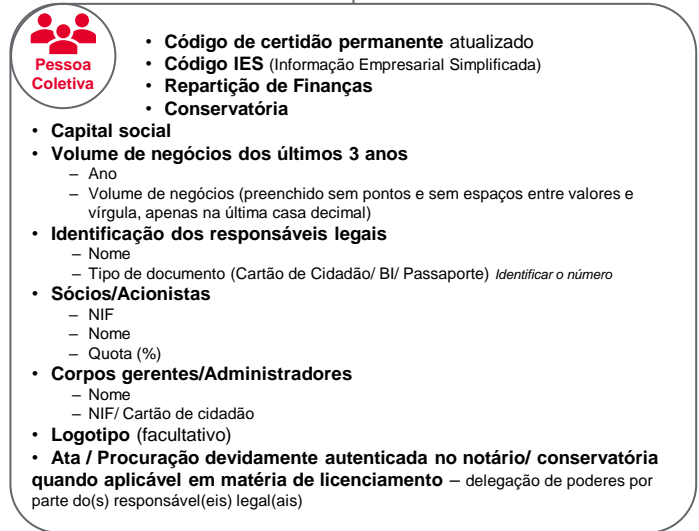 Pessoa
Coletiva
• Código de certidão permanente atualizado
• Código IES (Informação Empresarial Simplificada)
• Repartição de Finanças
• Conservatória
• Capital social
• Volume de negócios dos últimos 3 anos
– Ano
– Volume de negócios (preenchido sem pontos e sem espaços entre valores e
vírgula, apenas na última casa decimal)
• Identificação dos responsáveis legais
– Nome
– Tipo de documento (Cartão de Cidadão/ BI/ Passaporte) Identificar o número
• Sócios/Acionistas
– NIF
– Nome
– Quota (%)
• Corpos gerentes/Administradores
– Nome
– NIF/ Cartão de cidadão
• Logotipo (facultativo)
• Ata / Procuração devidamente autenticada no notário/ conservatória
quando aplicável em matéria de licenciamento – delegação de poderes por
parte do(s) responsável(eis) legal(ais)